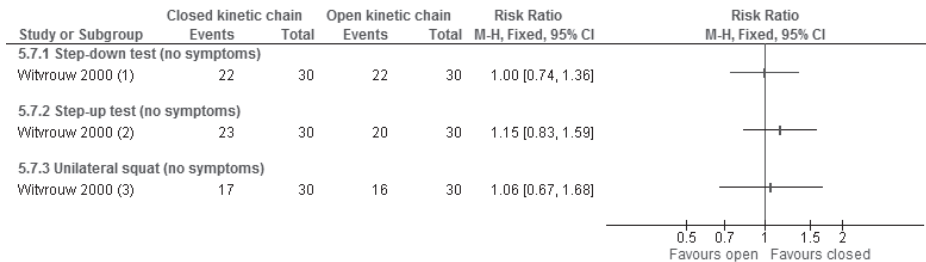 Closed kinetic chain Open kinetic chain Risk Ratio Risk Ratio
Study or Subgroup Events Total Events Total M-H, Fixed, 95% CI M-H, Fixed, 95% CI
5.7.1 Step-down test (no symptoms)
Witvrouw 2000 (1) 22 30 22 30 1.00 [0.74, 1.36]
5.7.2 Step-up test (no symptoms)
Witvrouw 2000 (2) 23 30 20 30 1.15 [0.83, 1.59]
5.7.3 Unilateral squat (no symptoms)
Witvrouw 2000 (3) 17 30 16 30 1.06 [0.67, 1.68]
0.5 0.7 1 1.5 2
Favours open Favours closed